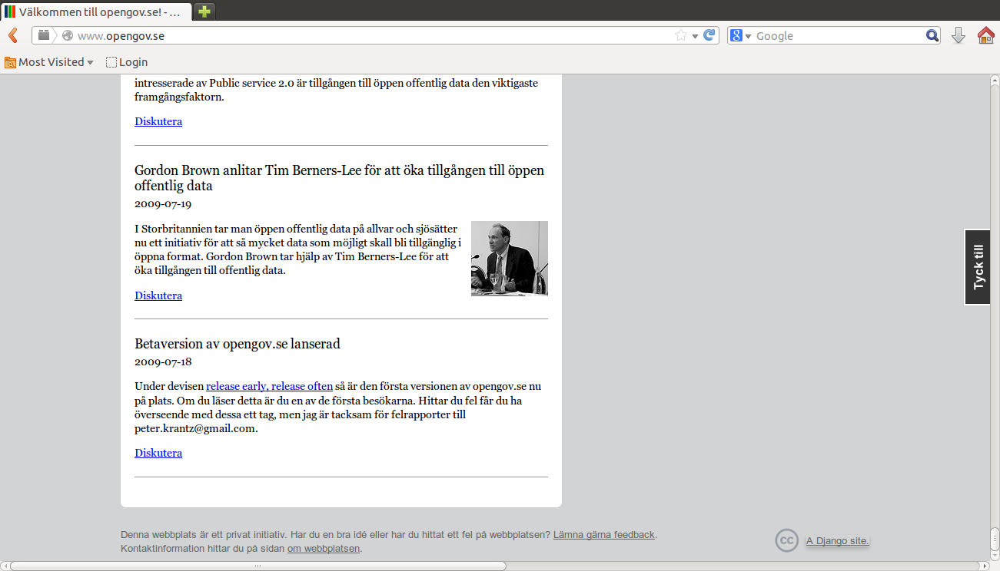 Välkommen till opengov.se! - ...
www.opengov.se
Google
Most Visited
Login
intresserade av Public service 2.0 är tillgången till öppen offentlig data den viktigaste
framgångsfaktorn.
Diskutera
Gordon Brown anlitar Tim Berners-Lee för att öka tillgången till öppen
offentlig data
2009-07-19
I Storbritannien tar man öppen offentlig data på allvar och sjösätter
nu ett initiativ för att så mycket data som möjligt skall bli tillgänglig i
öppna format. Gordon Brown tar hjälp av Tim Berners-Lee för att
öka tillgången till offentlig data.
Diskutera
Tyck till
Betaversion av opengov.se lanserad
2009-07-18
Under devisen release early, release often så är den första versionen av opengov.se nu
på plats. Om du läser detta är du en av de första besökarna. Hittar du fel får du ha
överseende med dessa ett tag, men jag är tacksam för felrapporter till
peter.krantz@gmail.com.
Diskutera
Denna webbplats är ett privat initiativ. Har du en bra idé eller har du hittat ett fel på webbplatsen? Lämna gärna feedback.
Kontaktinformation hittar du på sidan om webbplatsen.
cc
A Django site.